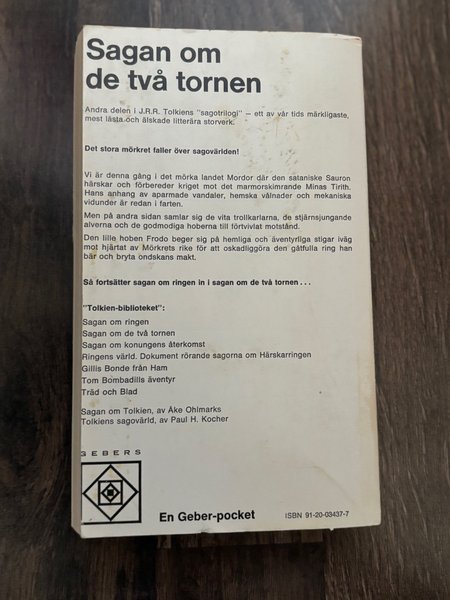 Sagan om
de två tornen
Andra delen i J.R.R. Tolkiens "sagotrilogi" – ett av vår tids märkligaste,
mest lästa och älskade litterära storverk.
Det stora mörkret faller över sagovärlden!
Vi är denna gång i det mörka landet Mordor där den sataniske Sauron
härskar och förbereder kriget mot det marmorskimrande Minas Tirith.
Hans anhang av aparmade vandaler, hemska vålnader och mekaniska
vidunder är redan i farten.
Men på andra sidan samlar sig de vita trollkarlarna, de stjärnsjungande
alverna och de godmodiga hoberna till förtvivlat motstånd.
Den lille hoben Frodo beger sig på hemliga och äventyrliga stigar iväg
mot hjärtat av Mörkrets rike för att oskadliggöra den gåtfulla ring han
bär och bryta ondskans makt.
Så fortsätter sagan om ringen in i sagan om de två tornen . . .
"Tolkien-biblioteket":
Sagan om ringen
Sagan om de två tornen
Sagan om konungens återkomst
Ringens värld. Dokument rörande sagorna om Härskarringen
Gillis Bonde från Ham
Tom Bombadills äventyr
Träd och Blad
Sagan om Tolkien, av Åke Ohlmarks
Tolkiens sagovärld, av Paul H. Kocher
GEBERS
En Geber-pocket
ISBN 91-20-03437-7